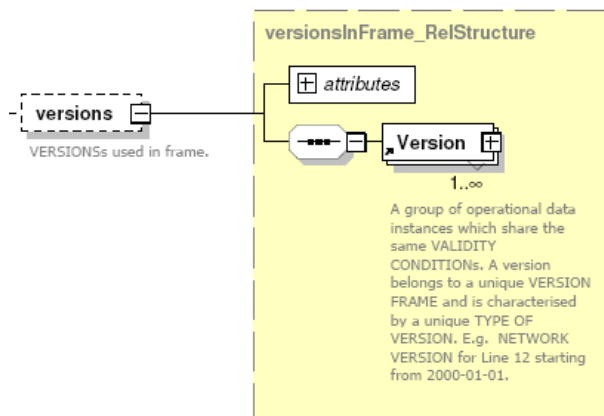 versionsInFrame_RelStructure
attributes
versions
VERSIONSs used in frame.
Version
1..∞
A group of operational data
instances which share the
same VALIDITY
CONDITIONs. A version
belongs to a unique VERSION
FRAME and is characterised
by a unique TYPE OF
VERSION. E.g.  NETWORK
VERSION for Line 12 starting
from 2000-01-01.